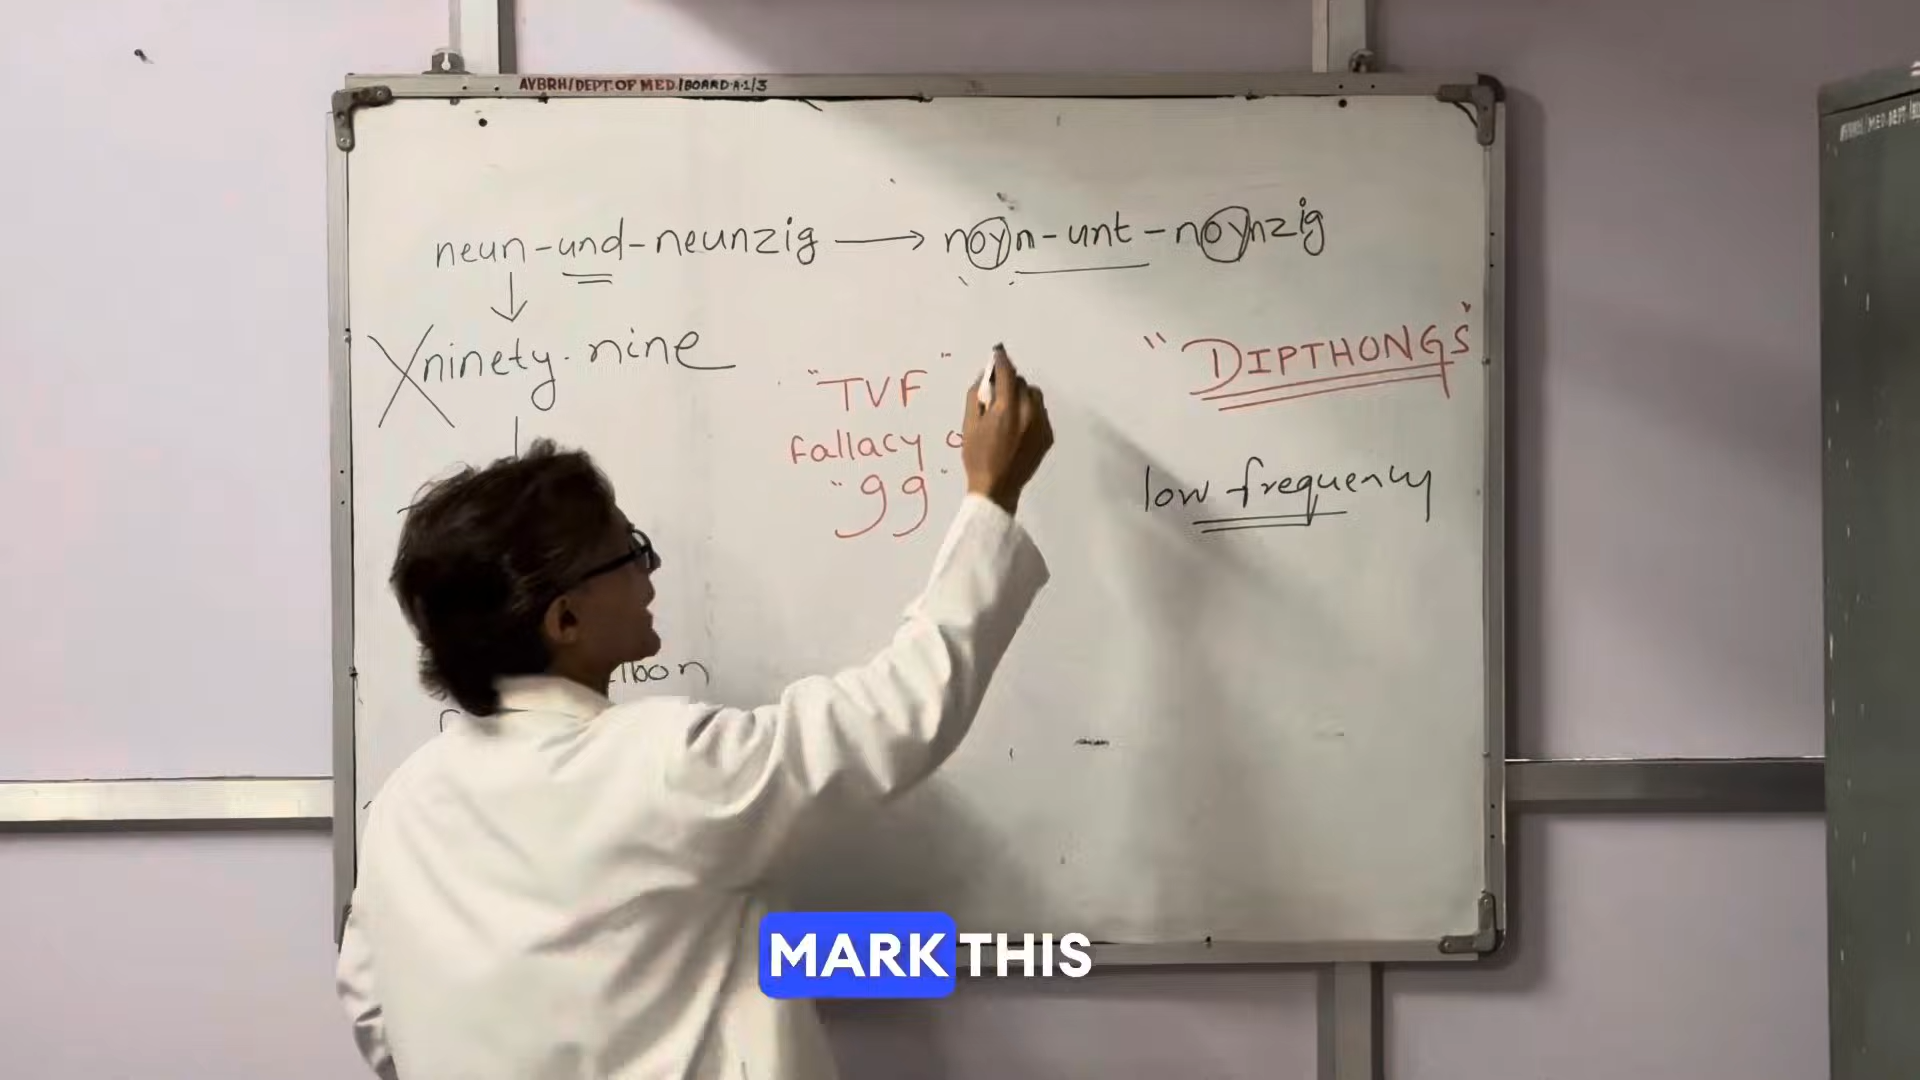 AVBRH/DEPT. OF MED./BOARD-A-1/3
neun-und-neunzig → noyn-unt-noynzig
ninety-nine
"DIPTHONGS"
"TVF"
fallacy
"99"
low frequency
MARK THIS